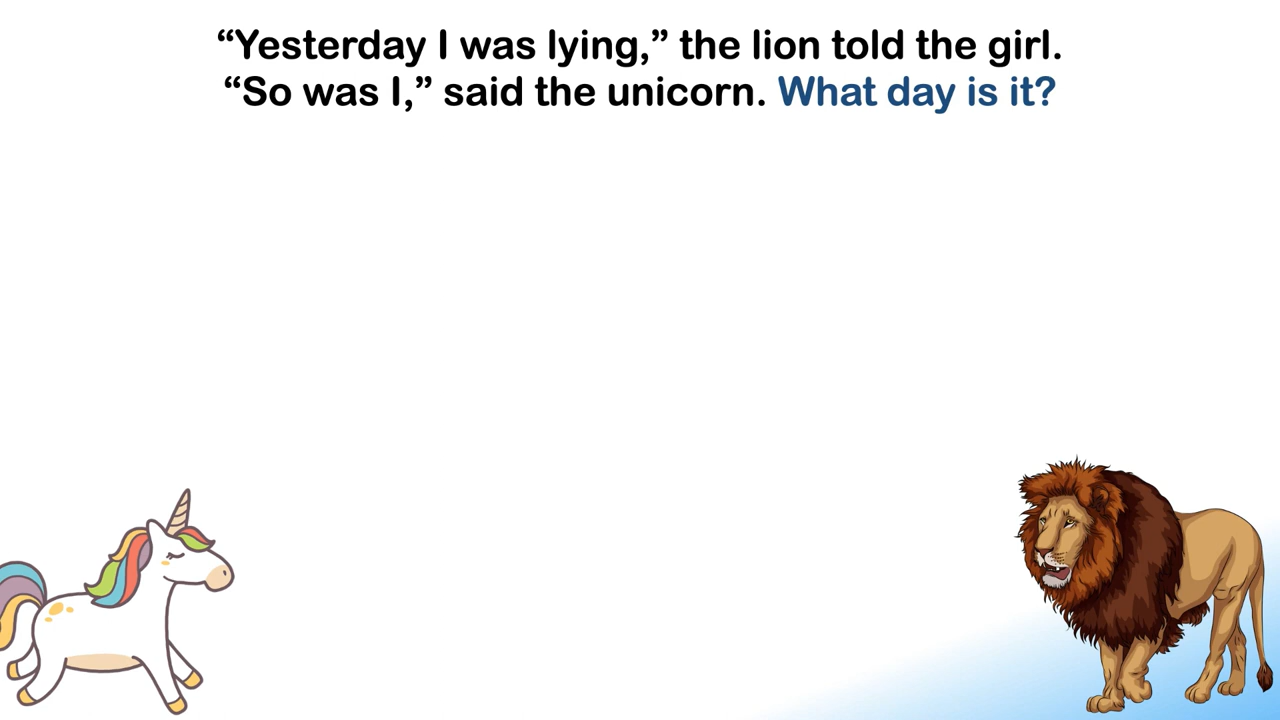 “Yesterday I was lying,” the lion told the girl.
“So was I,” said the unicorn. What day is it?